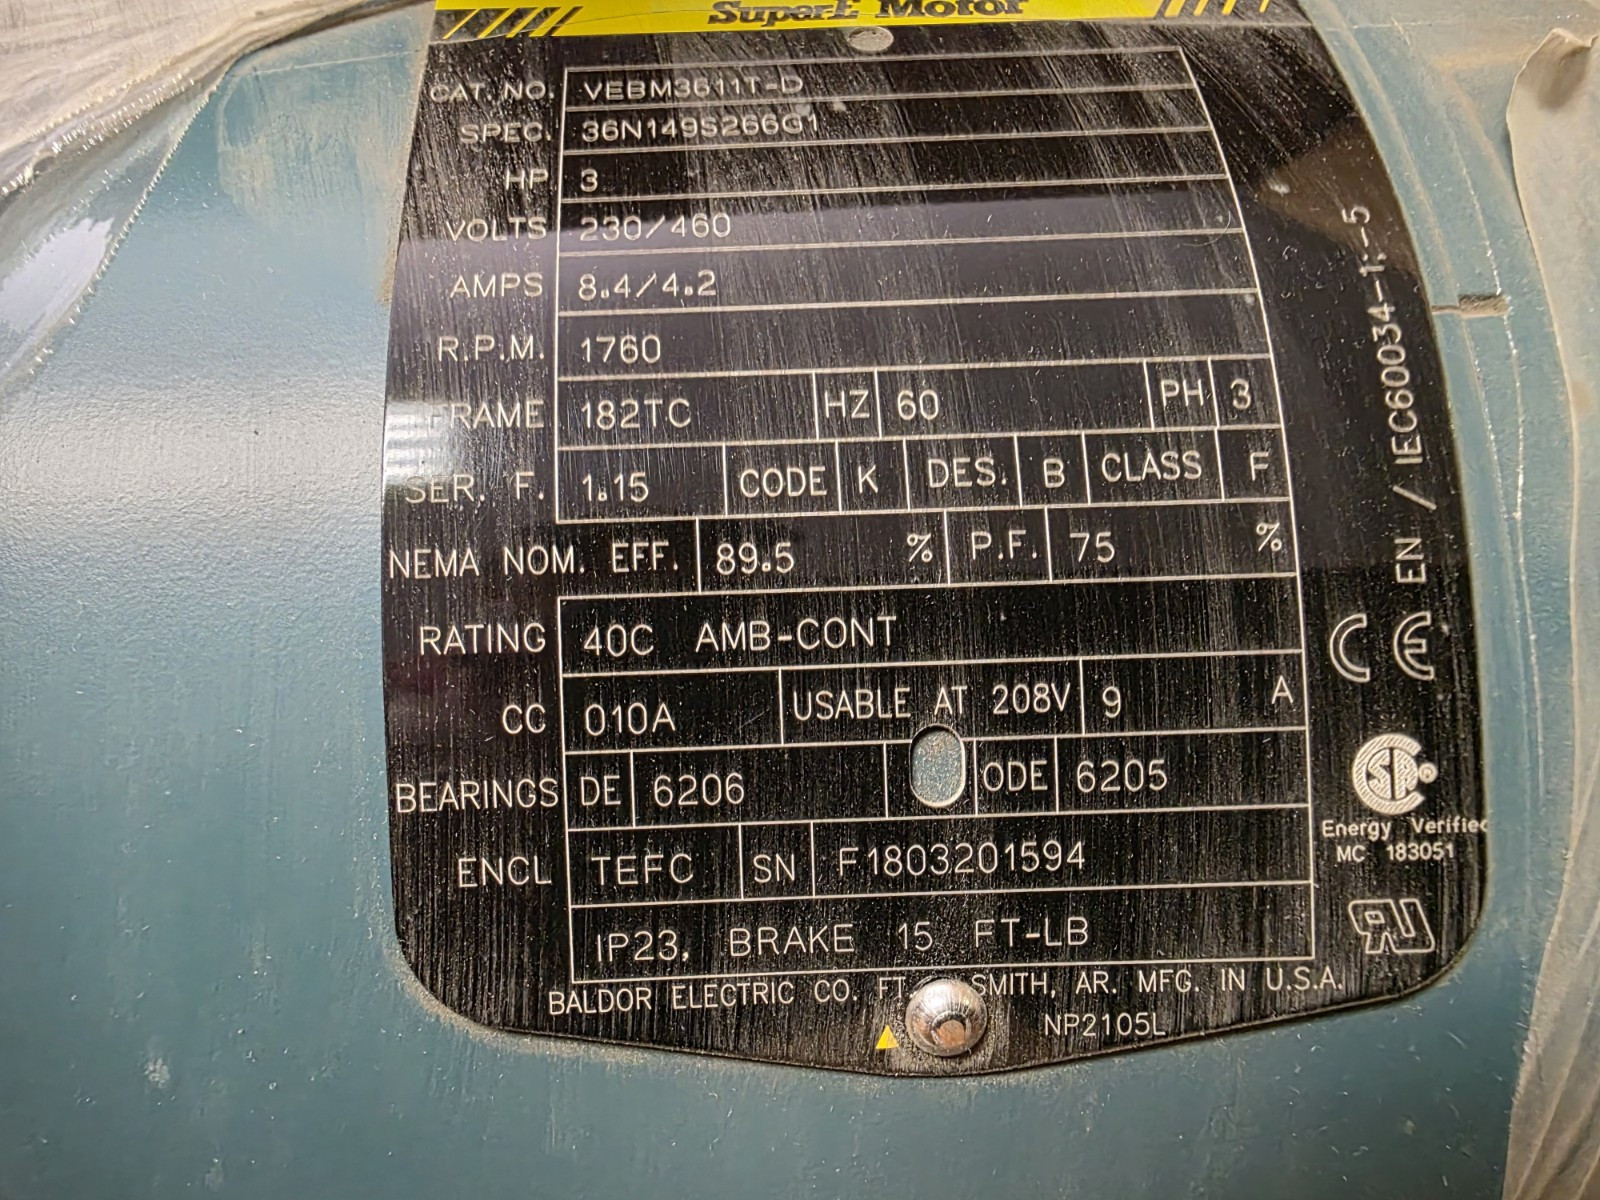 Super-E Motor
CAT. NO. VEBM3611T-D
SPEC. 36N149S266G1
HP 3
VOLTS 230/460
AMPS 8.4/4.2
R.P.M. 1760
FRAME 182TC HZ 60 PH 3
SER. F. 1.15 CODE K DES. B CLASS F
NEMA NOM. EFF. 89.5 % P.F. 75 %
RATING 40C AMB-CONT
CC 010A USABLE AT 208V 9 A
BEARINGS DE 6206 ODE 6205
ENCL TEFC SN F1803201594
IP23, BRAKE 15 FT-LB
BALDOR ELECTRIC CO. FT. SMITH, AR. MFG. IN U.S.A.
NP2105L
EN / IEC60034-1:-5
CE
CSA ®
Energy Verified
MC 183051
RU